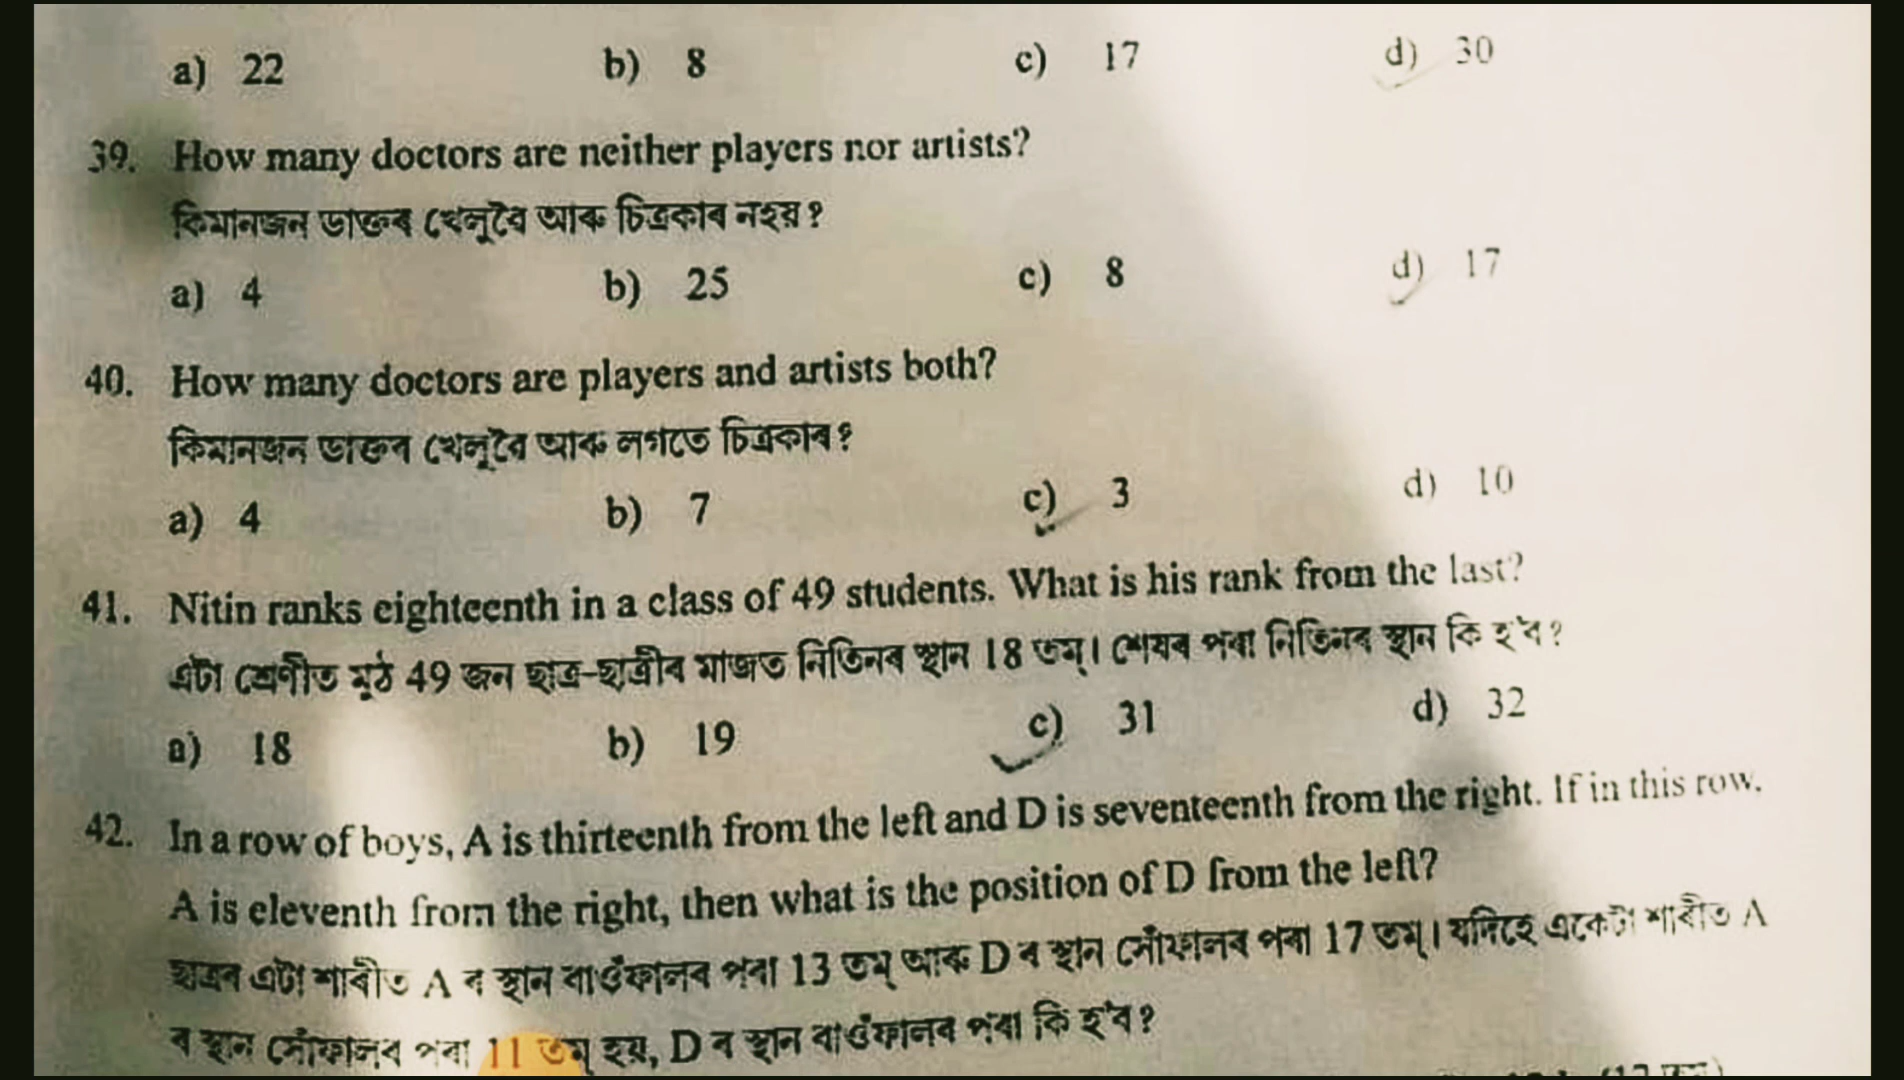 a) 22 b) 8 c) 17 d) 30
39. How many doctors are neither players nor artists?
কিমানজন ডাক্তৰ খেলুৱৈ আৰু চিত্ৰকাৰ নহয়?
a) 4 b) 25 c) 8 d) 17
40. How many doctors are players and artists both?
কিমানজন ডাক্তৰ খেলুৱৈ আৰু লগতে চিত্ৰকাৰ?
a) 4 b) 7 c) 3 d) 10
41. Nitin ranks eighteenth in a class of 49 students. What is his rank from the last?
এটা শ্ৰেণীত মুঠ 49 জন ছাত্ৰ-ছাত্ৰীৰ মাজত নিতিনৰ স্থান 18 তম্। শেষৰ পৰা নিতিনৰ স্থান কি হ'ব?
a) 18 b) 19 c) 31 d) 32
42. In a row of boys, A is thirteenth from the left and D is seventeenth from the right. If in this row,
A is eleventh from the right, then what is the position of D from the left?
ছাত্ৰৰ এটা শাৰীত A ৰ স্থান বাওঁফালৰ পৰা 13 তম্ আৰু D ৰ স্থান সোঁফালৰ পৰা 17 তম্। যদিহে একেটা শাৰীত A
ৰ স্থান সোঁফালৰ পৰা 11 তম্ হয়, D ৰ স্থান বাওঁফালৰ পৰা কি হ'ব?